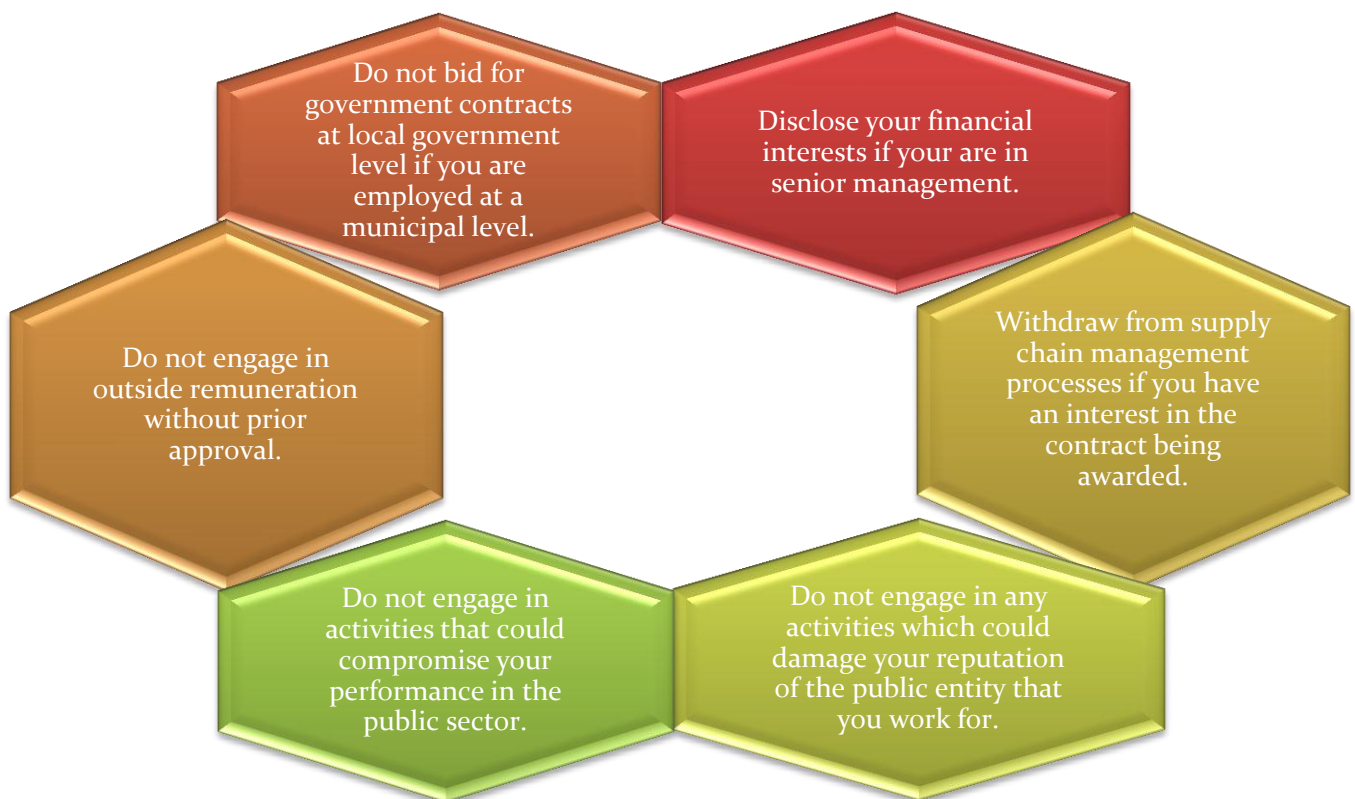 Do not bid for
government contracts
at local government
level if you are
employed at a
municipal level.
Disclose your financial
interests if your are in
senior management.
Withdraw from supply
chain management
processes if you have
an interest in the
contract being
awarded.
Do not engage in any
activities which could
damage your reputation
of the public entity that
you work for.
Do not engage in
activities that could
compromise your
performance in the
public sector.
Do not engage in
outside remuneration
without prior
approval.